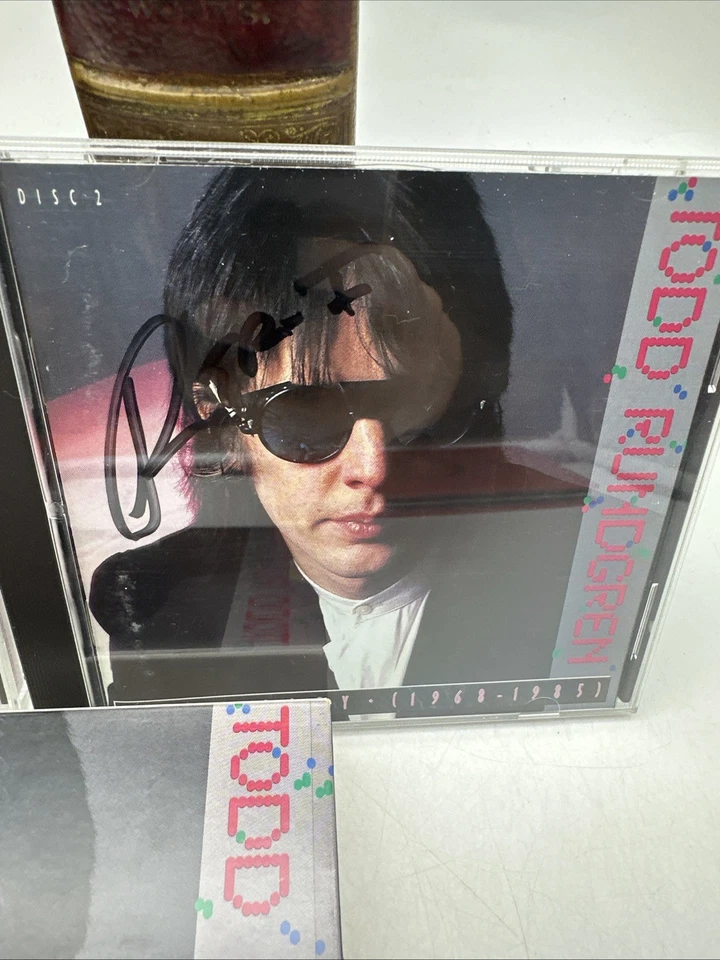 DISC 2
TODD RUNDGREN
Y • (1968-1985)
TODD